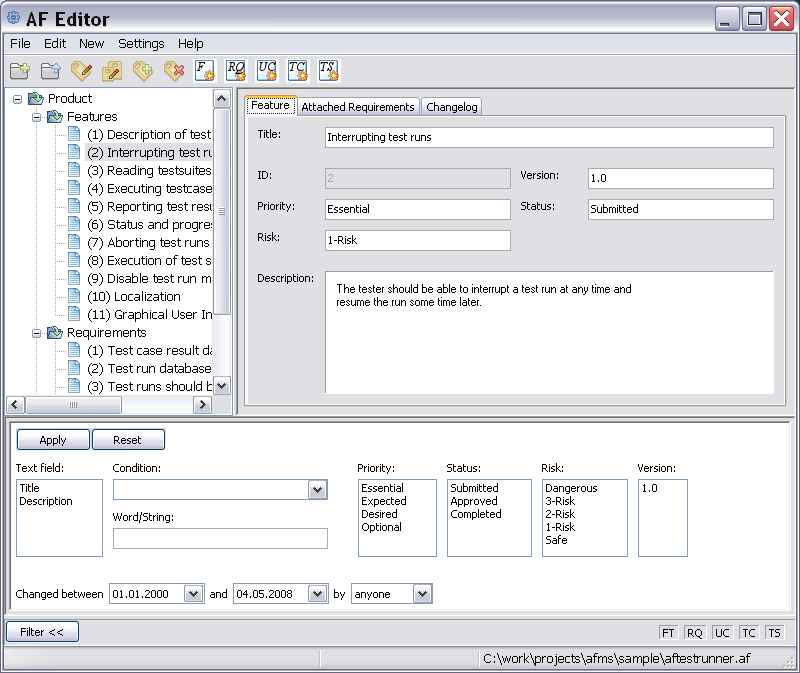 AF Editor
File Edit New Settings Help
F RQ UC TC TS
Product
Features
(1) Description of test
(2) Interrupting test ru
(3) Reading testsuites
(4) Executing testcase
(5) Reporting test resu
(6) Status and progres
(7) Aborting test runs
(8) Execution of test s
(9) Disable test run m
(10) Localization
(11) Graphical User In
Requirements
(1) Test case result da
(2) Test run database
(3) Test runs should b
Feature Attached Requirements Changelog
Title: Interrupting test runs
ID: 2 Version: 1.0
Priority: Essential Status: Submitted
Risk: 1-Risk
Description: The tester should be able to interrupt a test run at any time and
resume the run some time later.
Apply Reset
Text field: Condition: Priority: Status: Risk: Version:
Title Essential Submitted Dangerous 1.0
Description Expected Approved 3-Risk
Word/String: Desired Completed 2-Risk
Optional 1-Risk
Safe
Changed between 01.01.2000 and 04.05.2008 by anyone
Filter << FT RQ UC TC TS
C:\work\projects\afms\sample\aftestrunner.af